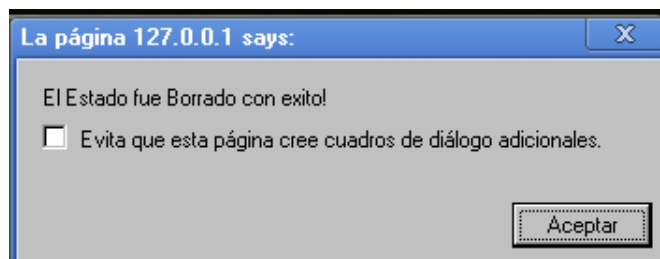 La página 127.0.0.1 says:
El Estado fue Borrado con exito!
Evita que esta página cree cuadros de diálogo adicionales.
Aceptar